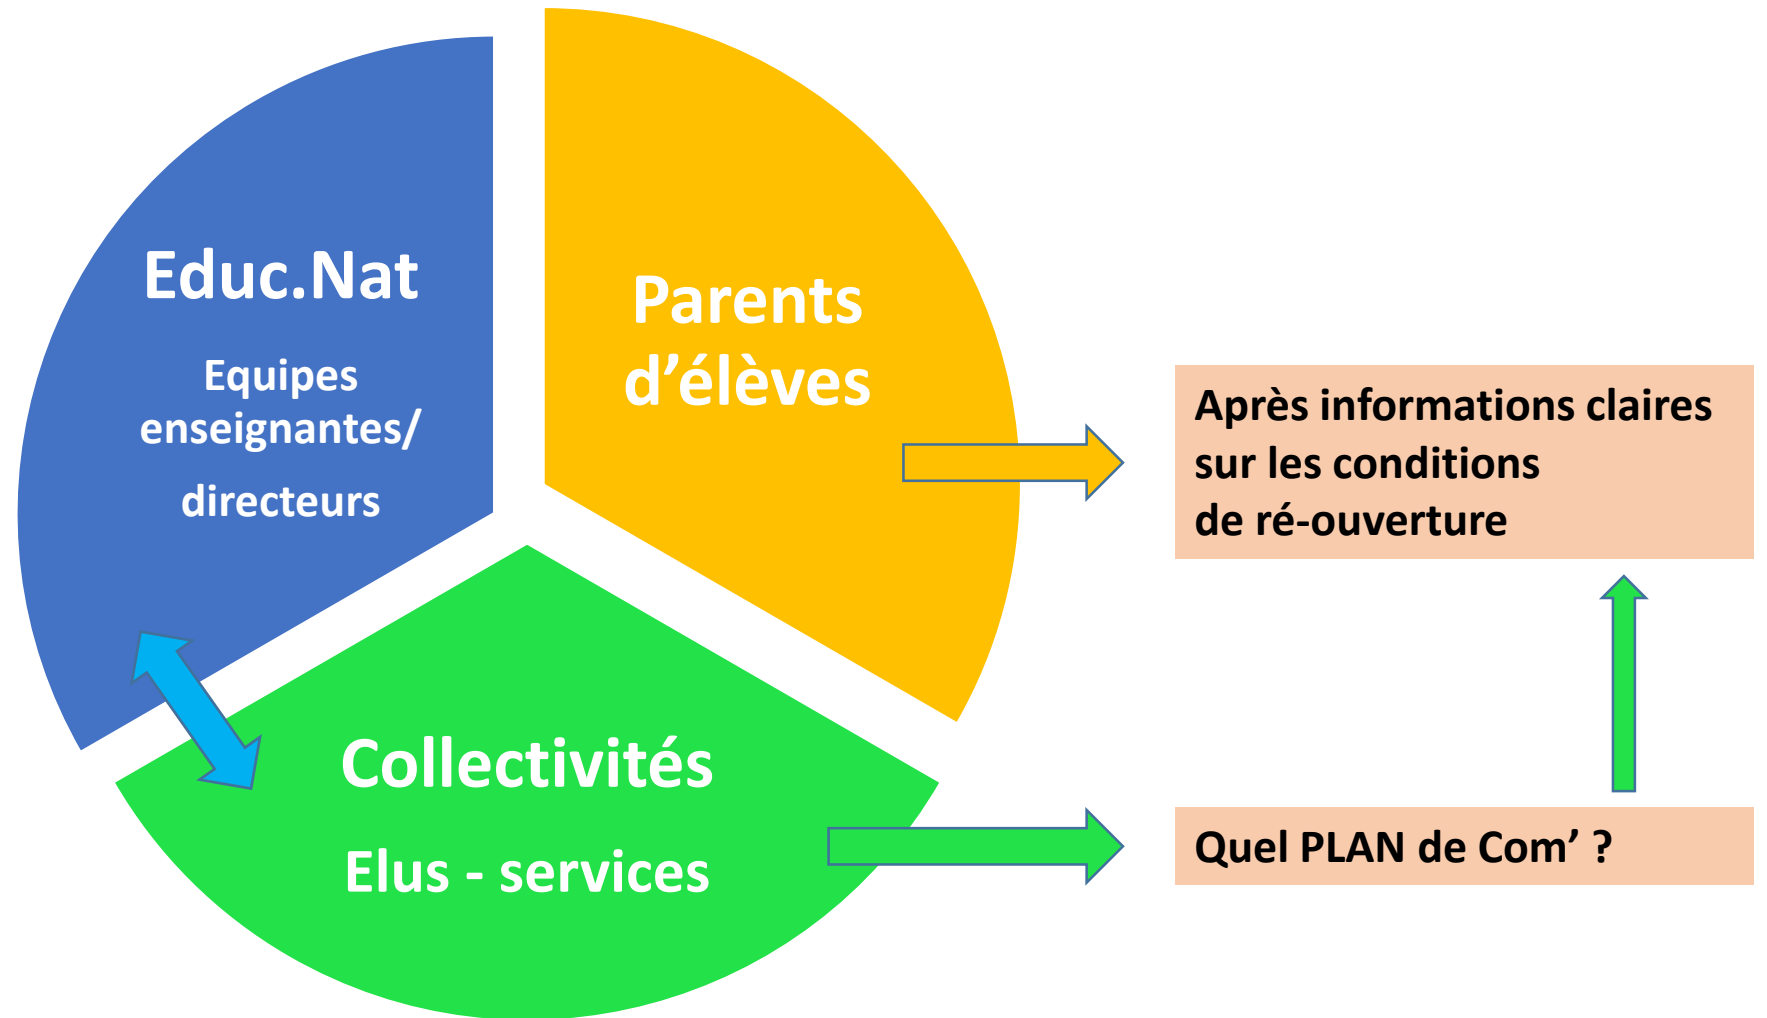 Educ.Nat
Equipes
enseignantes/
directeurs
Parents
d’élèves
Collectivités
Elus - services
Après informations claires
sur les conditions
de ré-ouverture
Quel PLAN de Com’ ?